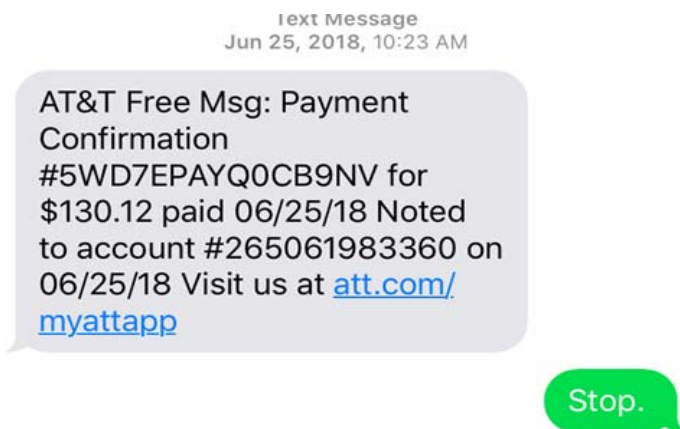 Text Message
Jun 25, 2018, 10:23 AM
AT&T Free Msg: Payment
Confirmation
#5WD7EPAYQ0CB9NV for
$130.12 paid 06/25/18 Noted
to account #265061983360 on
06/25/18 Visit us at att.com/
myattapp
Stop.